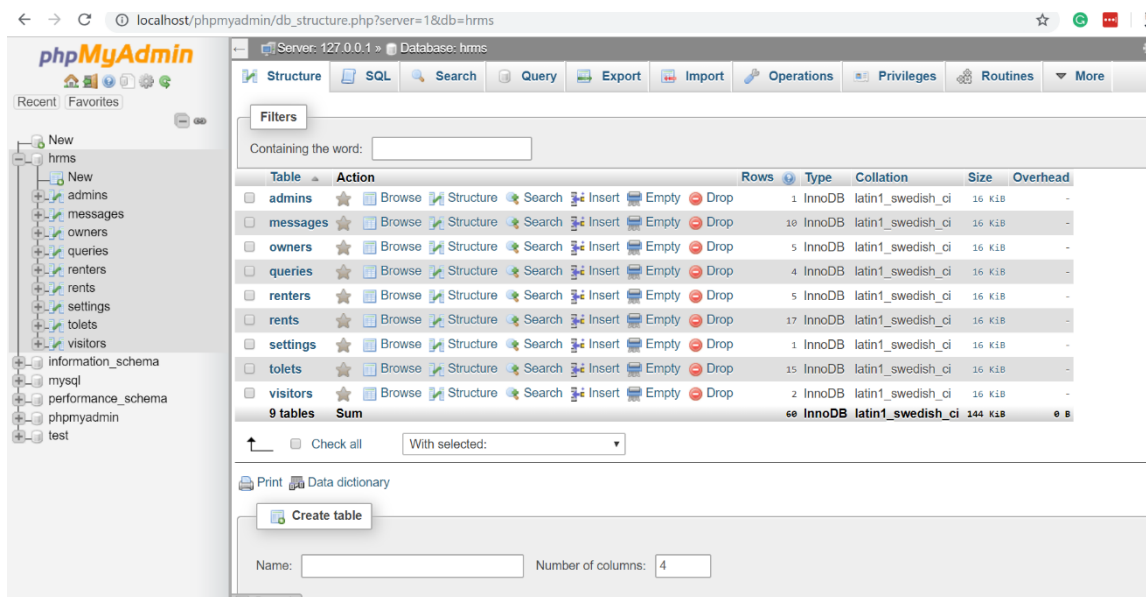 localhost/phpmyadmin/db_structure.php?server=1&db=hrms
phpMyAdmin
Recent Favorites
New
hrms
New
admins
messages
owners
queries
renters
rents
settings
tolets
visitors
information_schema
mysql
performance_schema
phpmyadmin
test
Server: 127.0.0.1 » Database: hrms
Structure SQL Search Query Export Import Operations Privileges Routines More
Filters
Containing the word:
Table Action Rows Type Collation Size Overhead
admins Browse Structure Search Insert Empty Drop 1 InnoDB latin1_swedish_ci 16 KiB -
messages Browse Structure Search Insert Empty Drop 10 InnoDB latin1_swedish_ci 16 KiB -
owners Browse Structure Search Insert Empty Drop 5 InnoDB latin1_swedish_ci 16 KiB -
queries Browse Structure Search Insert Empty Drop 4 InnoDB latin1_swedish_ci 16 KiB -
renters Browse Structure Search Insert Empty Drop 5 InnoDB latin1_swedish_ci 16 KiB -
rents Browse Structure Search Insert Empty Drop 17 InnoDB latin1_swedish_ci 16 KiB -
settings Browse Structure Search Insert Empty Drop 1 InnoDB latin1_swedish_ci 16 KiB -
tolets Browse Structure Search Insert Empty Drop 15 InnoDB latin1_swedish_ci 16 KiB -
visitors Browse Structure Search Insert Empty Drop 2 InnoDB latin1_swedish_ci 16 KiB -
9 tables Sum 60 InnoDB latin1_swedish_ci 144 KiB 0 B
Check all With selected:
Print Data dictionary
Create table
Name: Number of columns: 4